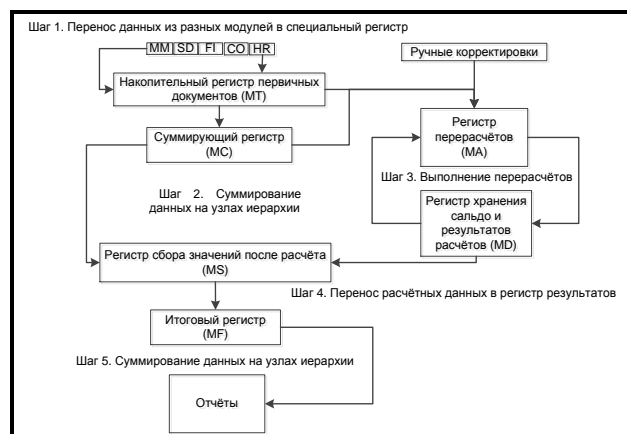 Шаг 1. Перенос данных из разных модулей в специальный регистр
MM SD FI CO HR
Ручные корректировки
Накопительный регистр первичных
документов (МТ)
Суммирующий регистр
(МС)
Регистр
перерасчётов
(МА)
Шаг 3. Выполнение перерасчётов
Шаг 2. Суммирование
данных на узлах иерархии
Регистр хранения
сальдо и
результатов
расчётов (MD)
Регистр сбора значений после расчёта
(MS)
Шаг 4. Перенос расчётных данных в регистр результатов
Итоговый регистр
(MF)
Шаг 5. Суммирование данных на узлах иерархии
Отчёты